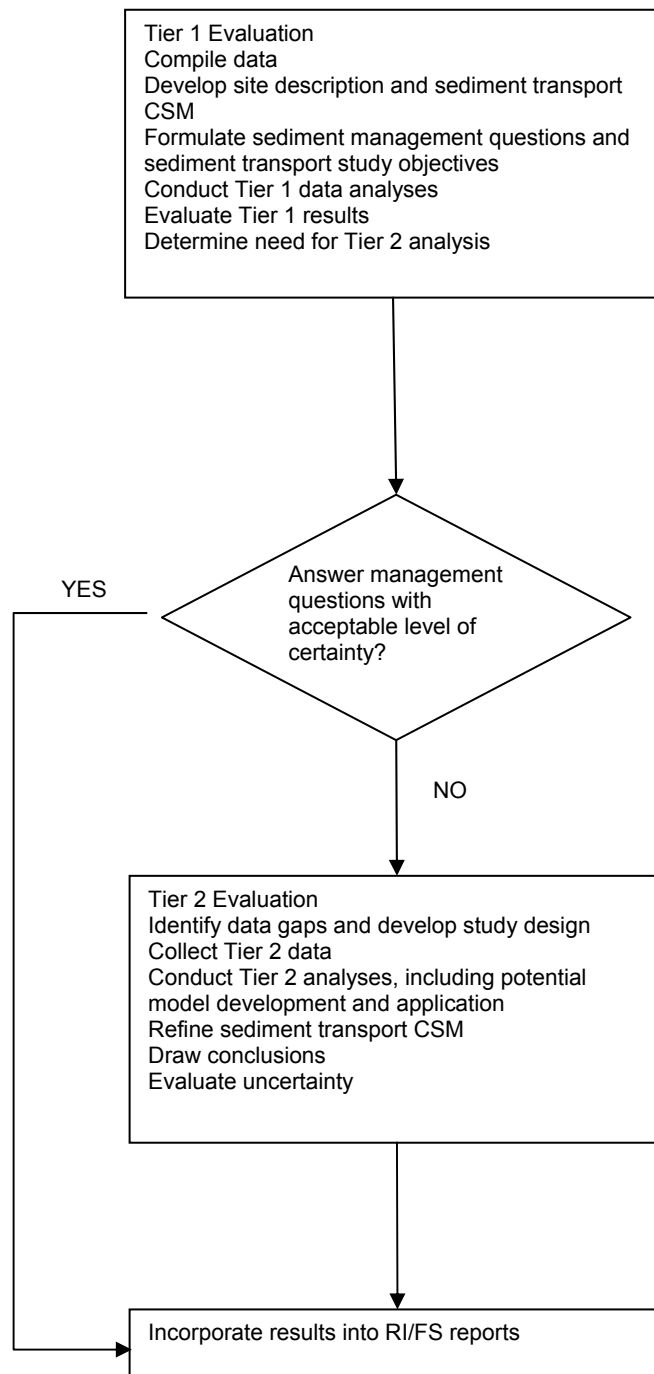 Tier 1 Evaluation
Compile data
Develop site description and sediment transport
CSM
Formulate sediment management questions and
sediment transport study objectives
Conduct Tier 1 data analyses
Evaluate Tier 1 results
Determine need for Tier 2 analysis
Answer management
questions with
acceptable level of
certainty?
YES
NO
Tier 2 Evaluation
Identify data gaps and develop study design
Collect Tier 2 data
Conduct Tier 2 analyses, including potential
model development and application
Refine sediment transport CSM
Draw conclusions
Evaluate uncertainty
Incorporate results into RI/FS reports